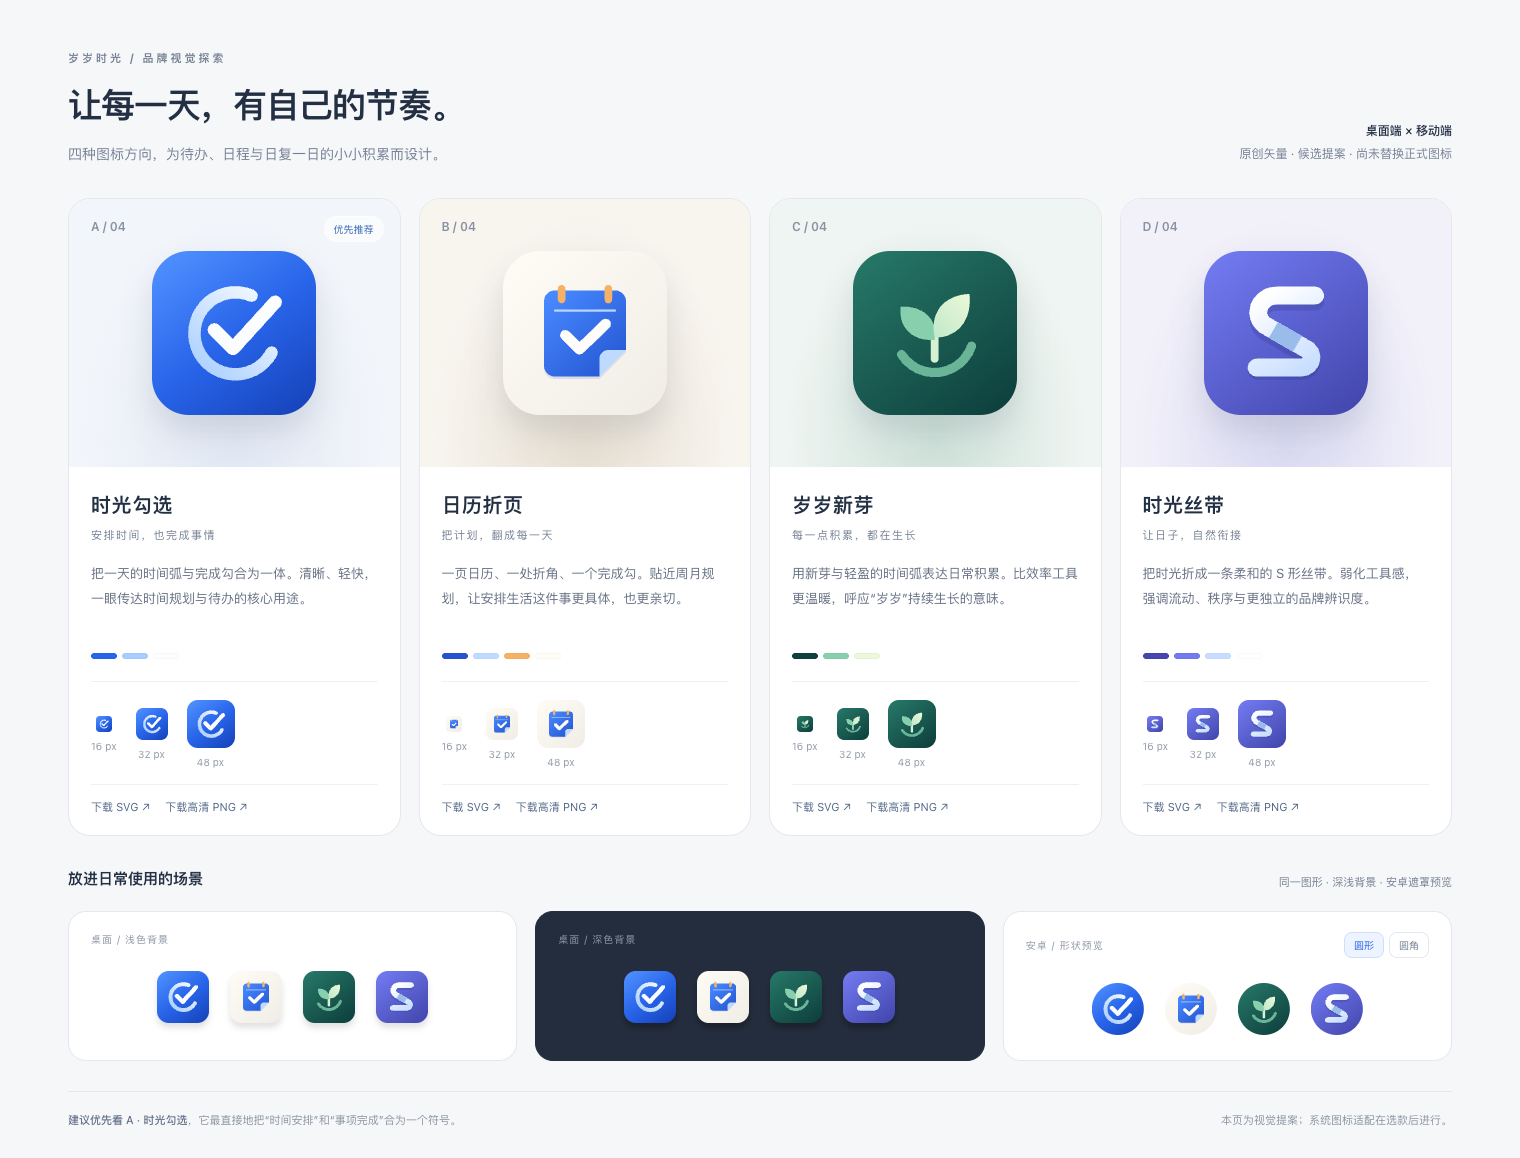 岁岁时光 / 品牌视觉探索
让每一天，有自己的节奏。
四种图标方向，为待办、日程与日复一日的小小积累而设计。
桌面端 × 移动端
原创矢量 · 候选提案 · 尚未替换正式图标
A / 04
优先推荐
时光勾选
安排时间，也完成事情
把一天的时间弧与完成勾合为一体。清晰、轻快，
一眼传达时间规划与待办的核心用途。
16 px
32 px
48 px
下载 SVG ↗ 下载高清 PNG ↗
B / 04
日历折页
把计划，翻成每一天
一页日历、一处折角、一个完成勾。贴近周月规
划，让安排生活这件事更具体，也更亲切。
16 px
32 px
48 px
下载 SVG ↗ 下载高清 PNG ↗
C / 04
岁岁新芽
每一点积累，都在生长
用新芽与轻盈的时间弧表达日常积累。比效率工具
更温暖，呼应“岁岁”持续生长的意味。
16 px
32 px
48 px
下载 SVG ↗ 下载高清 PNG ↗
D / 04
时光丝带
让日子，自然衔接
把时光折成一条柔和的 S 形丝带。弱化工具感，
强调流动、秩序与更独立的品牌辨识度。
16 px
32 px
48 px
下载 SVG ↗ 下载高清 PNG ↗
放进日常使用的场景
同一图形 · 深浅背景 · 安卓遮罩预览
桌面 / 浅色背景
桌面 / 深色背景
安卓 / 形状预览
圆形
圆角
建议优先看 A · 时光勾选，它最直接地把“时间安排”和“事项完成”合为一个符号。
本页为视觉提案；系统图标适配在选款后进行。